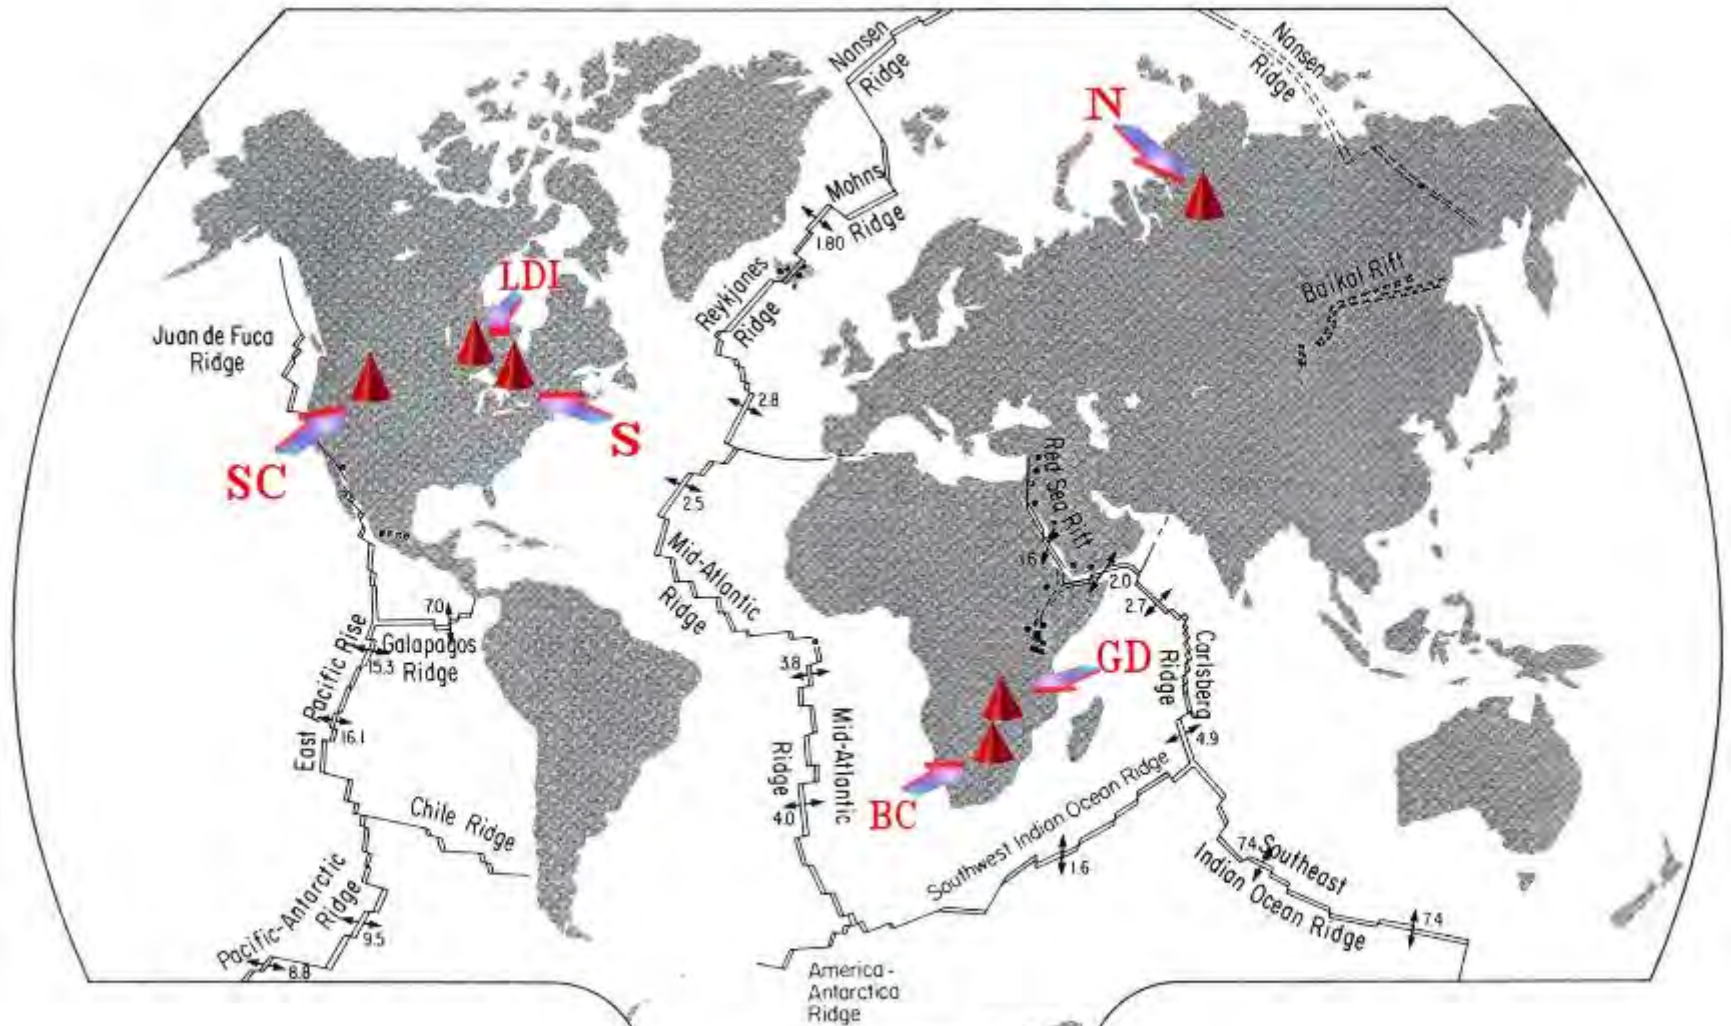 Nansen
Ridge
Nansen
Ridge
N
Mohns
Ridge
1.80
LDI
Reykjanes
Ridge
Baikal Rift
Juan de Fuca
Ridge
2.8
S
SC
Red Sea Rift
2.5
Mid-Atlantic
Ridge
1.6
2.0
2.7
7.0
Galapagos
Ridge
15.3
East Pacific Rise
16.1
3.8
GD
Carlsberg
Ridge
4.9
Mid-Atlantic
Ridge
4.0
BC
Chile Ridge
Southwest Indian Ocean Ridge
1.6
7.4
Southeast
Indian Ocean Ridge
7.4
Pacific-Antarctic
Ridge
9.5
8.8
America-
Antarctica
Ridge